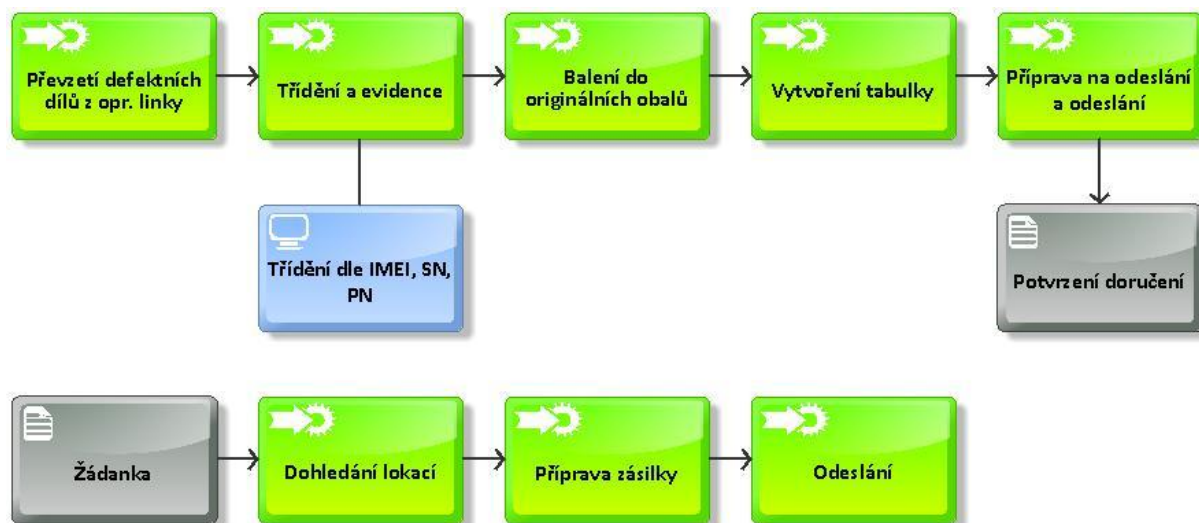 Převzetí defektních
dílů z opr. linky
Třídění a evidence
Balení do
originálních obalů
Vytvoření tabulky
Příprava na odeslání
a odeslání
Třídění dle IMEI, SN,
PN
Potvrzení doručení
Žádanka
Dohledání lokací
Příprava zásilky
Odeslání